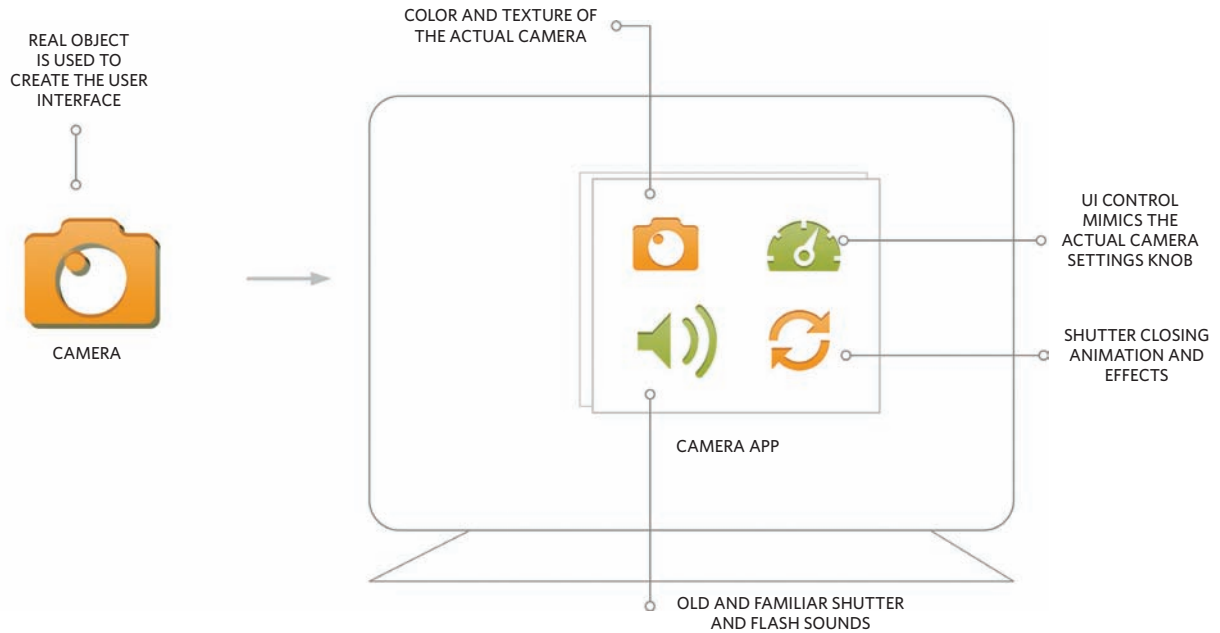 COLOR AND TEXTURE OF
THE ACTUAL CAMERA
REAL OBJECT
IS USED TO
CREATE THE USER
INTERFACE
CAMERA
UI CONTROL
MIMICS THE
ACTUAL CAMERA
SETTINGS KNOB
SHUTTER CLOSING
ANIMATION AND
EFFECTS
CAMERA APP
OLD AND FAMILIAR SHUTTER
AND FLASH SOUNDS